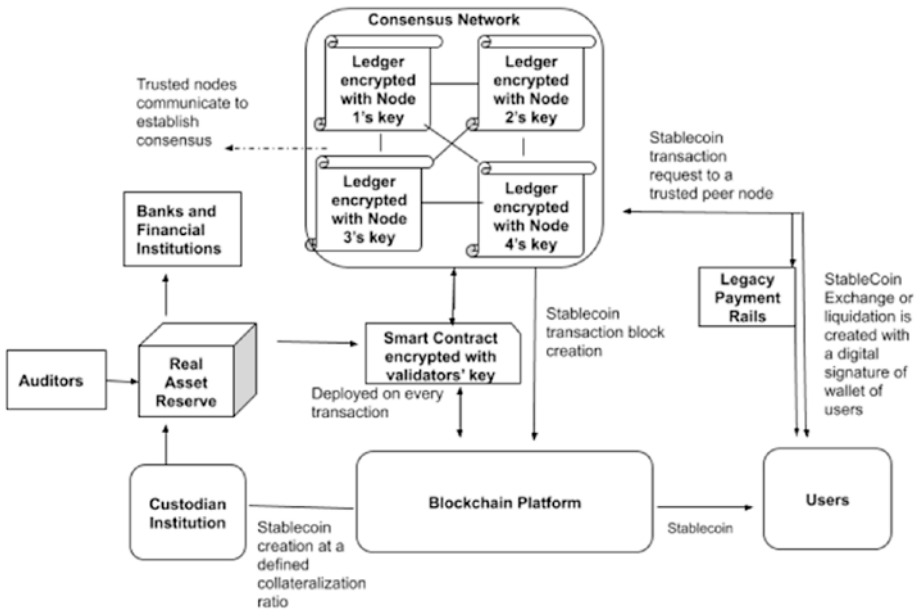 Consensus Network
Ledger
encrypted
with Node
1's key
Ledger
encrypted
with Node
2's key
Trusted nodes
communicate to
establish
consensus
Ledger
encrypted
with Node
3's key
Ledger
encrypted
with Node
4's key
Stablecoin
transaction
request to a
trusted peer node
Banks and
Financial
Institutions
Legacy
Payment
Rails
StableCoin
Exchange or
liquidation is
created with
a digital
signature of
wallet of
users
Stablecoin
transaction block
creation
Smart Contract
encrypted with
validators' key
Auditors
Real
Asset
Reserve
Deployed on every
transaction
Custodian
Institution
Stablecoin
creation at a
defined
collateralization
ratio
Blockchain Platform
Stablecoin
Users